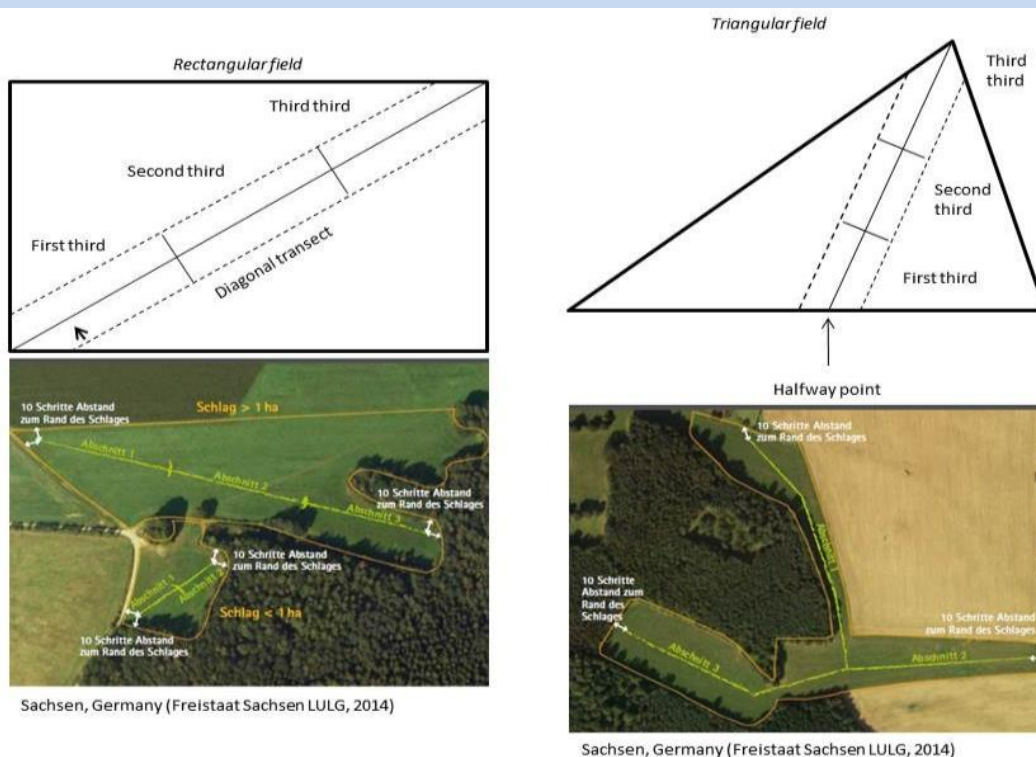 Rectangular field
Third third
Second third
First third
Diagonal transect
10 Schritte Abstand
zum Rand des Schlages
Schlag > 1 ha
Abschnitt 1
Abschnitt 2
Abschnitt 3
10 Schritte Abstand
zum Rand des Schlages
10 Schritte Abstand
zum Rand des Schlages
Abschnitt 1
Abschnitt 2
Schlag < 1 ha
10 Schritte Abstand
zum Rand des Schlages
Sachsen, Germany (Freistaat Sachsen LULG, 2014)
Triangular field
Third
third
Second
third
First third
Halfway point
10 Schritte Abstand
zum Rand des Schlages
10 Schritte
Abstand zum
Rand des
Schlages
10 Schritte Abstand
zum Rand des Schlages
Abschnitt 3
Abschnitt 2
Sachsen, Germany (Freistaat Sachsen LULG, 2014)